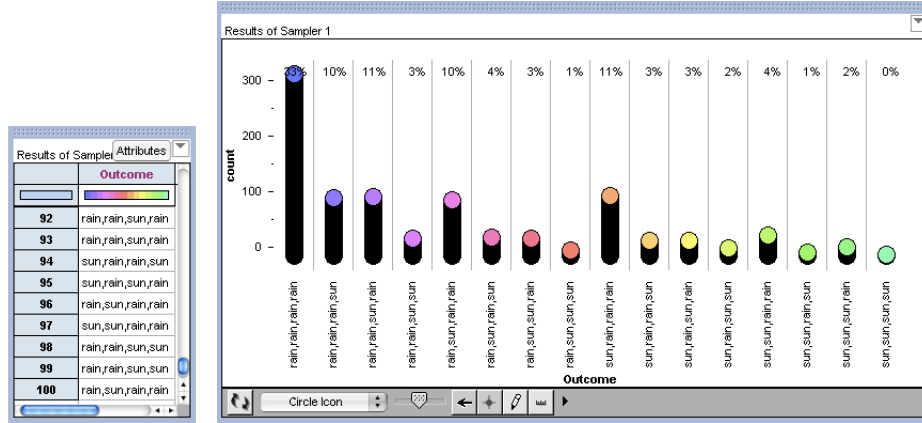 Results of Sampler Attributes
Outcome
92 rain,rain,sun,rain
93 rain,rain,sun,rain
94 sun,rain,rain,sun
95 sun,rain,sun,rain
96 rain,sun,rain,rain
97 sun,sun,rain,rain
98 rain,rain,sun,sun
99 rain,rain,sun,sun
100 rain,sun,rain,rain
Results of Sampler 1
33% 10% 11% 3% 10% 4% 3% 1% 11% 3% 3% 2% 4% 1% 2% 0%
300
200
100
0
count
rain,rain,rain,rain
rain,rain,rain,sun
rain,rain,sun,rain
rain,rain,sun,sun
rain,sun,rain,rain
rain,sun,rain,sun
rain,sun,sun,rain
rain,sun,sun,sun
sun,rain,rain,rain
sun,rain,rain,sun
sun,rain,sun,rain
sun,rain,sun,sun
sun,sun,rain,rain
sun,sun,rain,sun
sun,sun,sun,rain
sun,sun,sun,sun
Outcome
Circle Icon